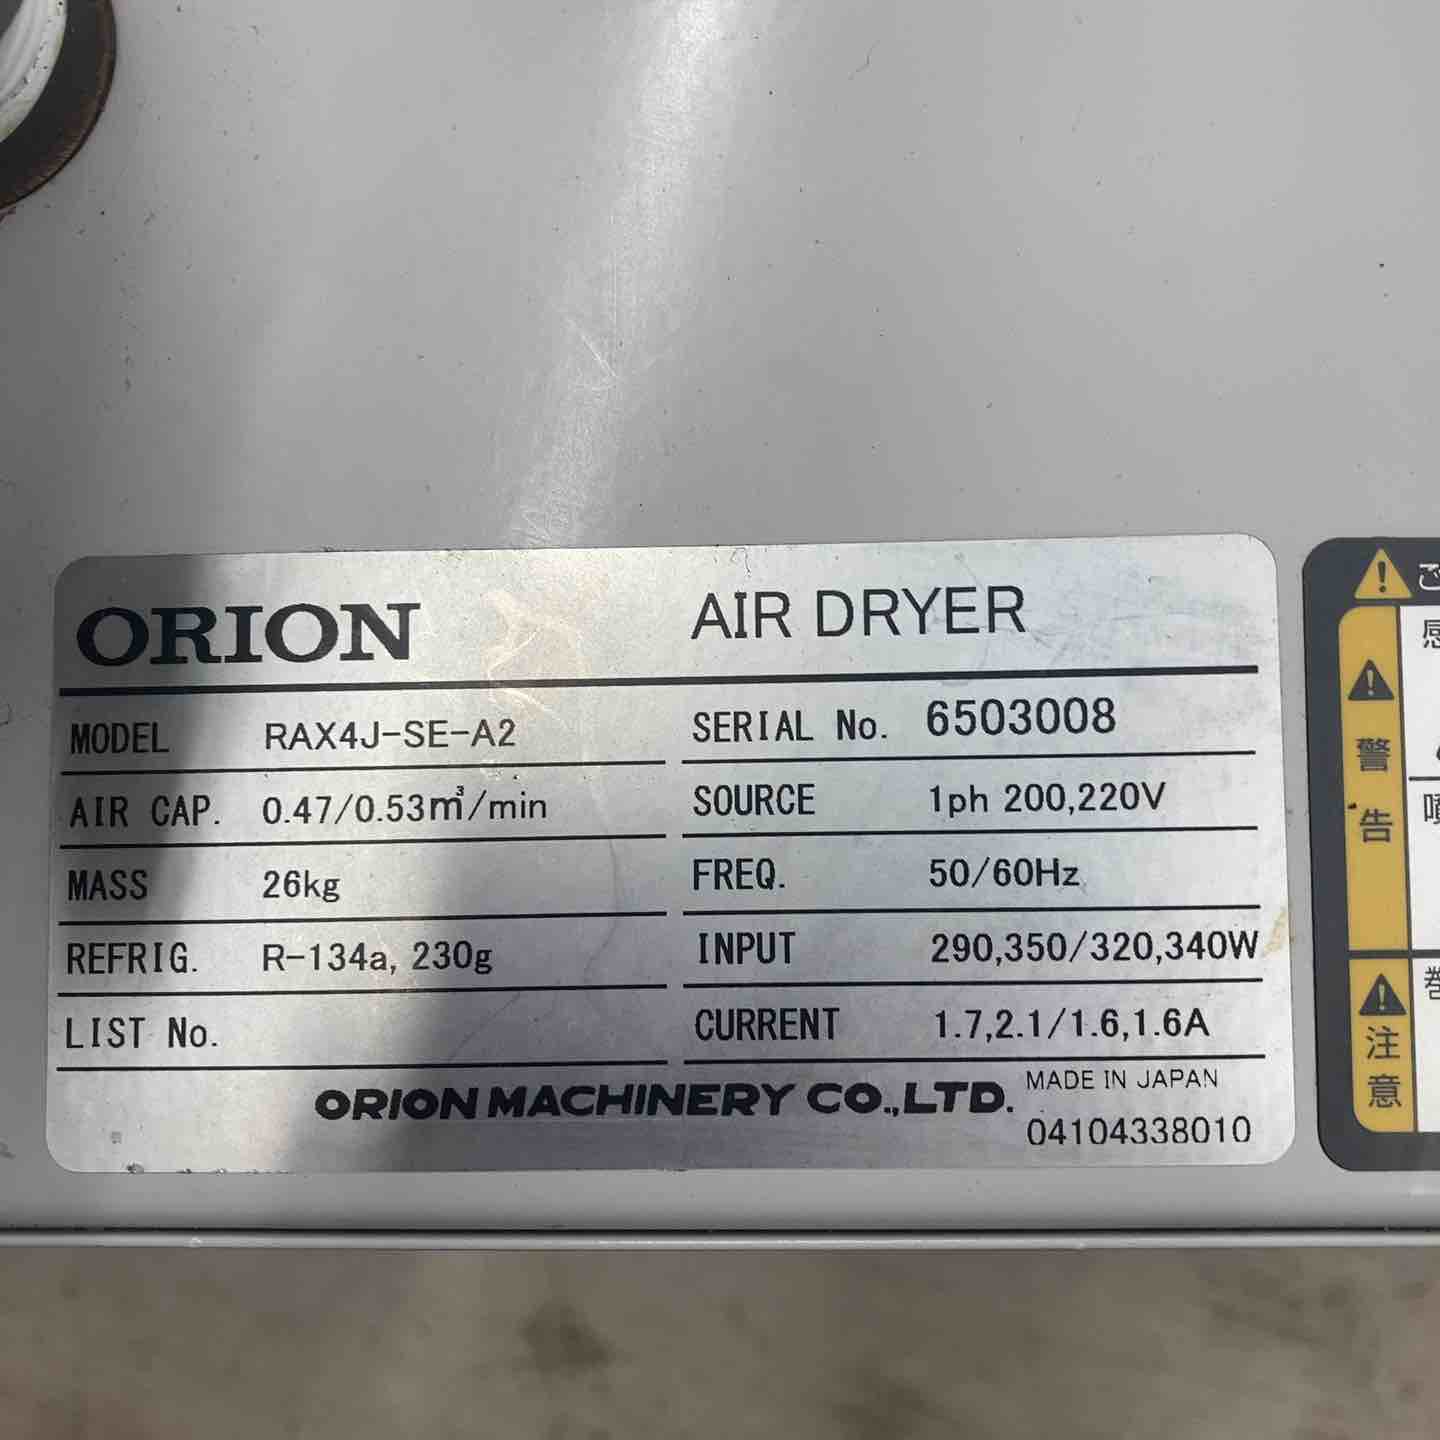 ORION AIR DRYER
MODEL RAX4J-SE-A2
SERIAL No. 6503008
AIR CAP. 0.47/0.53m³/min
SOURCE 1ph 200,220V
MASS 26kg
FREQ. 50/60Hz
REFRIG. R-134a, 230g
INPUT 290,350/320,340W
LIST No.
CURRENT 1.7,2.1/1.6,1.6A
ORION MACHINERY CO.,LTD. MADE IN JAPAN
04104338010
警告
注意